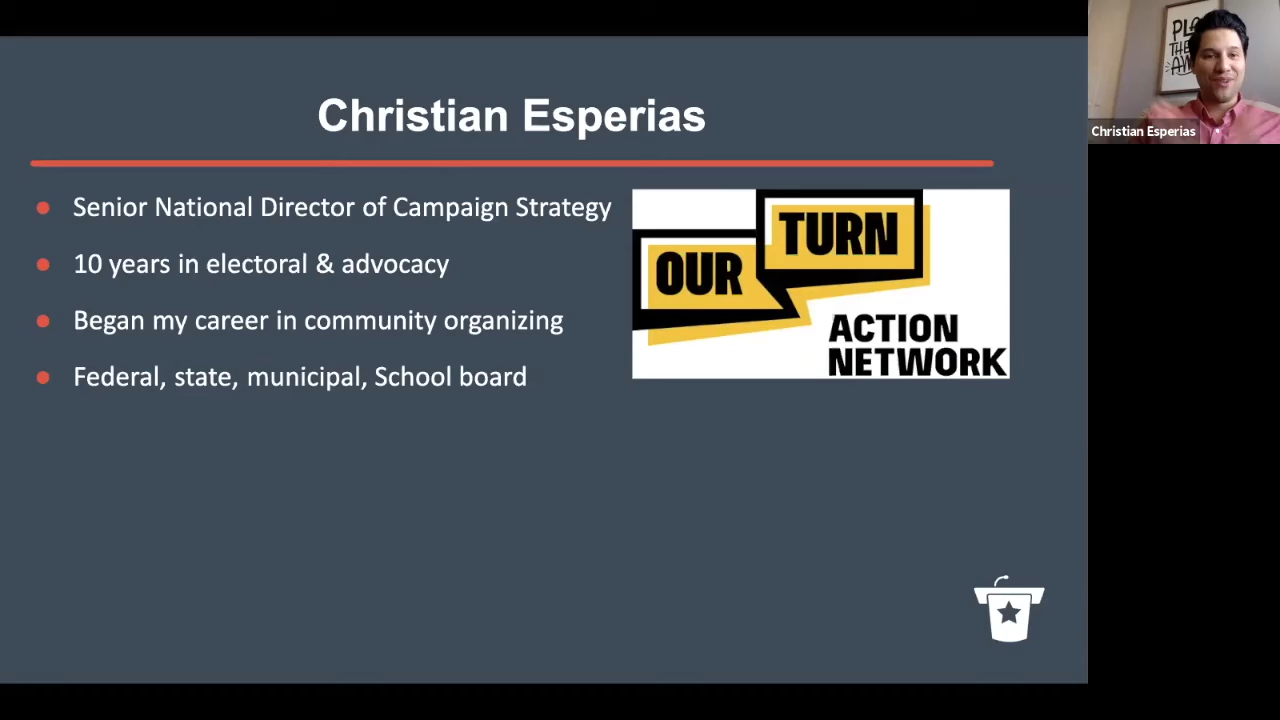 Christian Esperias
Senior National Director of Campaign Strategy
10 years in electoral & advocacy
Began my career in community organizing
Federal, state, municipal, School board
OUR
TURN
ACTION
NETWORK
Christian Esperias